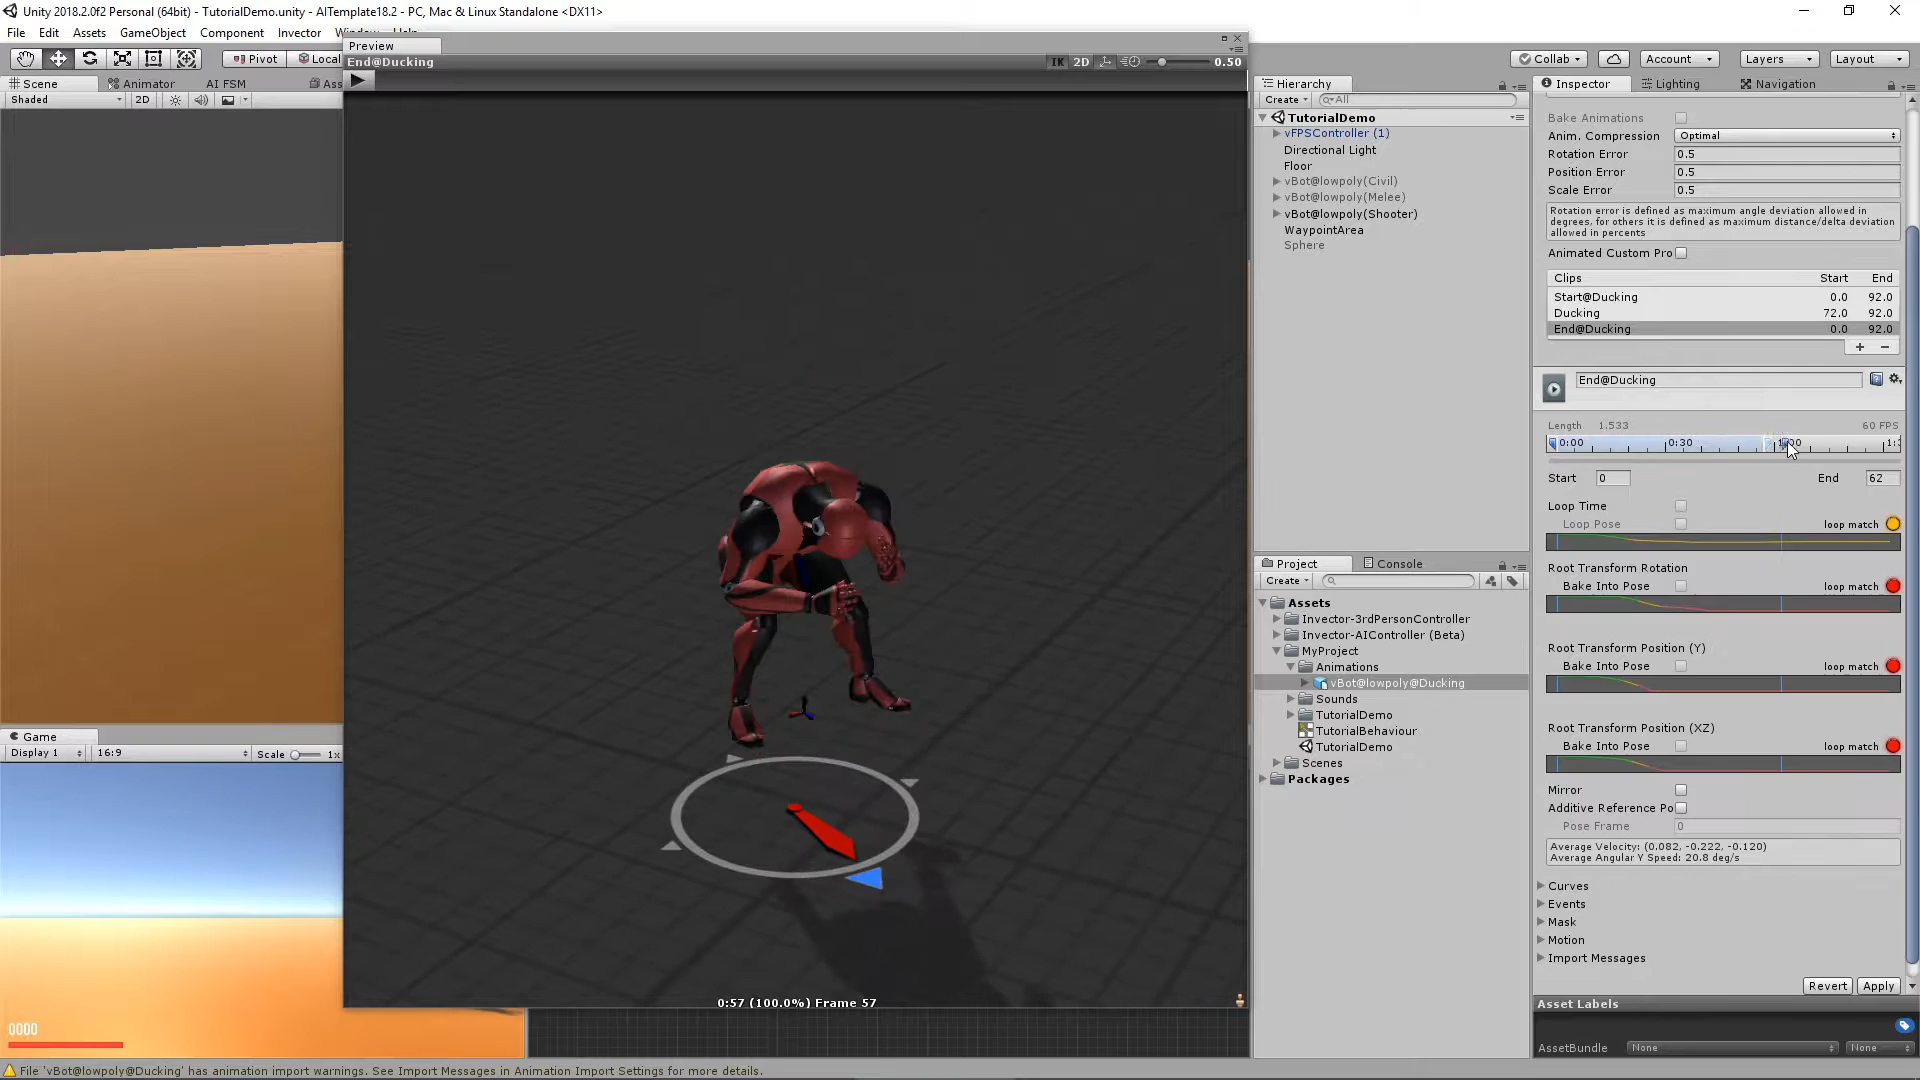 Unity 2018.2.0f2 Personal (64bit) - TutorialDemo.unity - AITemplate18.2 - PC, Mac & Linux Standalone <DX11>
File Edit Assets GameObject Component Invector
Pivot Local
Collab Account Layers Layout
Scene Animator AI FSM
Shaded 2D
Preview
End@Ducking IK 2D 0.50
0:57 (100.0%) Frame 57
Game
Display 1 16:9 Scale 1x
0000
Hierarchy
Create All
TutorialDemo
vFPSController (1)
Directional Light
Floor
vBot@lowpoly(Civil)
vBot@lowpoly(Melee)
vBot@lowpoly(Shooter)
WaypointArea
Sphere
Project Console
Create
Assets
Invector-3rdPersonController
Invector-AIController (Beta)
MyProject
Animations
vBot@lowpoly@Ducking
Sounds
TutorialDemo
TutorialBehaviour
TutorialDemo
Scenes
Packages
Inspector Lighting Navigation
Bake Animations
Anim. Compression Optimal
Rotation Error 0.5
Position Error 0.5
Scale Error 0.5
Rotation error is defined as maximum angle deviation allowed in
degrees, for others it is defined as maximum distance/delta deviation
allowed in percents
Animated Custom Pro
Clips Start End
Start@Ducking 0.0 92.0
Ducking 72.0 92.0
End@Ducking 0.0 92.0
+ -
End@Ducking
Length 1.533 60 FPS
0:00 0:30
Start 0 End 62
Loop Time
Loop Pose loop match
Root Transform Rotation
Bake Into Pose loop match
Root Transform Position (Y)
Bake Into Pose loop match
Root Transform Position (XZ)
Bake Into Pose loop match
Mirror
Additive Reference Po
Pose Frame 0
Average Velocity: (0.082, -0.222, -0.120)
Average Angular Y Speed: 20.8 deg/s
Curves
Events
Mask
Motion
Import Messages
Revert Apply
Asset Labels
AssetBundle None None
File 'vBot@lowpoly@Ducking' has animation import warnings. See Import Messages in Animation Import Settings for more details.